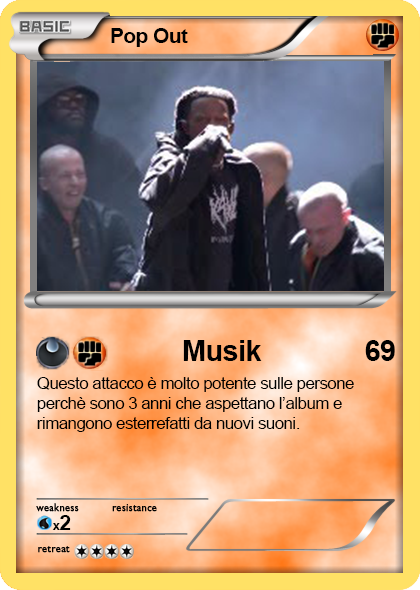 BASIC
Pop Out
Musik 69
Questo attacco è molto potente sulle persone
perchè sono 3 anni che aspettano l'album e
rimangono esterrefatti da nuovi suoni.
weakness resistance
x2
retreat